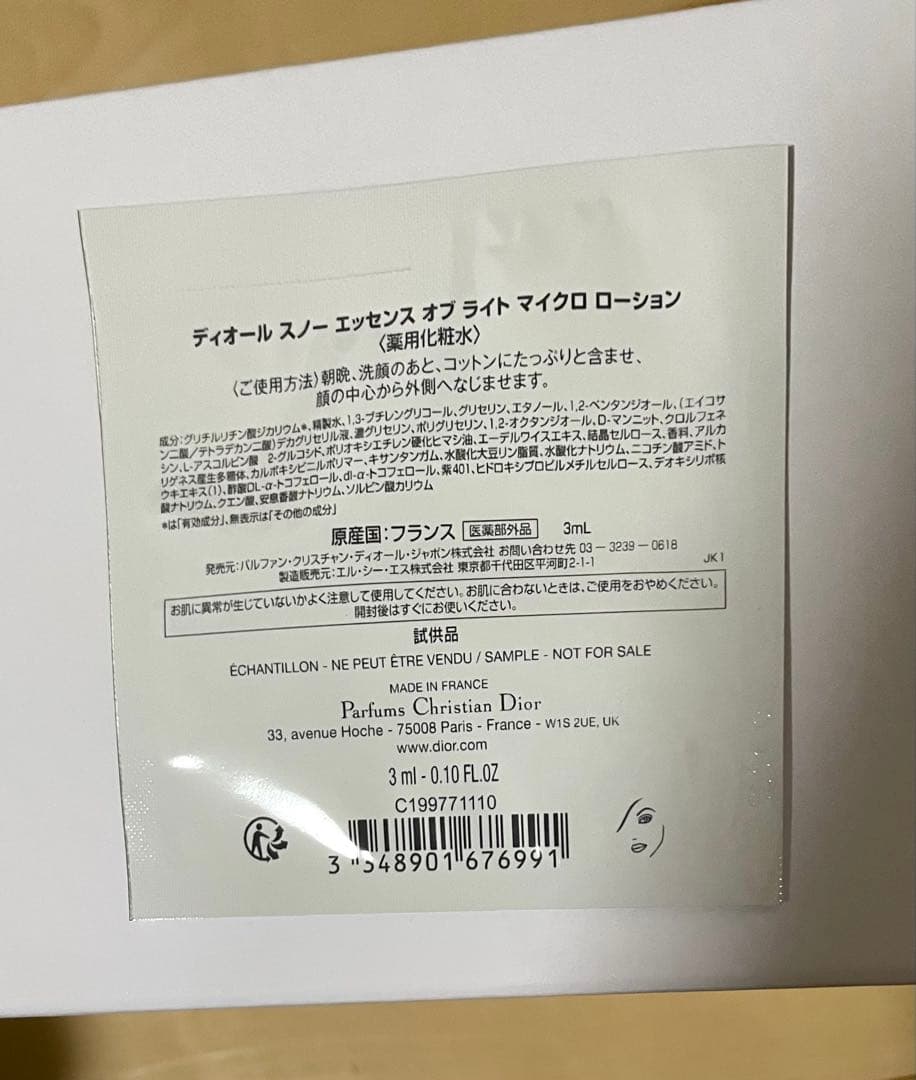 ディオール スノー エッセンス オブ ライト マイクロ ローション
〈薬用化粧水〉
〈ご使用方法〉朝晩、洗顔のあと、コットンにたっぷりと含ませ、
顔の中心から外側へなじませます。
成分：グリチルリチン酸ジカリウム*、精製水、1,3-ブチレングリコール、グリセリン、エタノール、1,2-ペンタンジオール、（エイコサ
ン二酸／テトラデカン二酸）デカグリセリル液、濃グリセリン、ポリグリセリン、1,2-オクタンジオール、D-マンニット、クロルフェネ
シン、L-アスコルビン酸 2-グルコシド、ポリオキシエチレン硬化ヒマシ油、エーデルワイスエキス、結晶セルロース、香料、アルカ
リゲネス産生多糖体、カルボキシビニルポリマー、キサンタンガム、水酸化大豆リン脂質、水酸化ナトリウム、ニコチン酸アミド、ト
ウキエキス（1）、酢酸DL-α-トコフェロール、dl-α-トコフェロール、紫401、ヒドロキシプロピルメチルセルロース、デオキシリボ核
酸ナトリウム、クエン酸、安息香酸ナトリウム、ソルビン酸カリウム
*は「有効成分」、無表示は「その他の成分」
原産国：フランス 医薬部外品 3mL
発売元：パルファン・クリスチャン・ディオール・ジャポン株式会社 お問い合わせ先 03－3239－0618
製造販売元：エル・シー・エス株式会社 東京都千代田区平河町2-1-1 JK1
お肌に異常が生じていないかよく注意して使用してください。お肌に合わないときは、ご使用をおやめください。
開封後はすぐにお使いください。
試供品
ÉCHANTILLON - NE PEUT ÊTRE VENDU / SAMPLE - NOT FOR SALE
MADE IN FRANCE
Parfums Christian Dior
33, avenue Hoche - 75008 Paris - France - W1S 2UE, UK
www.dior.com
3 ml - 0.10 FL.OZ
C199771110
3 348901 676991